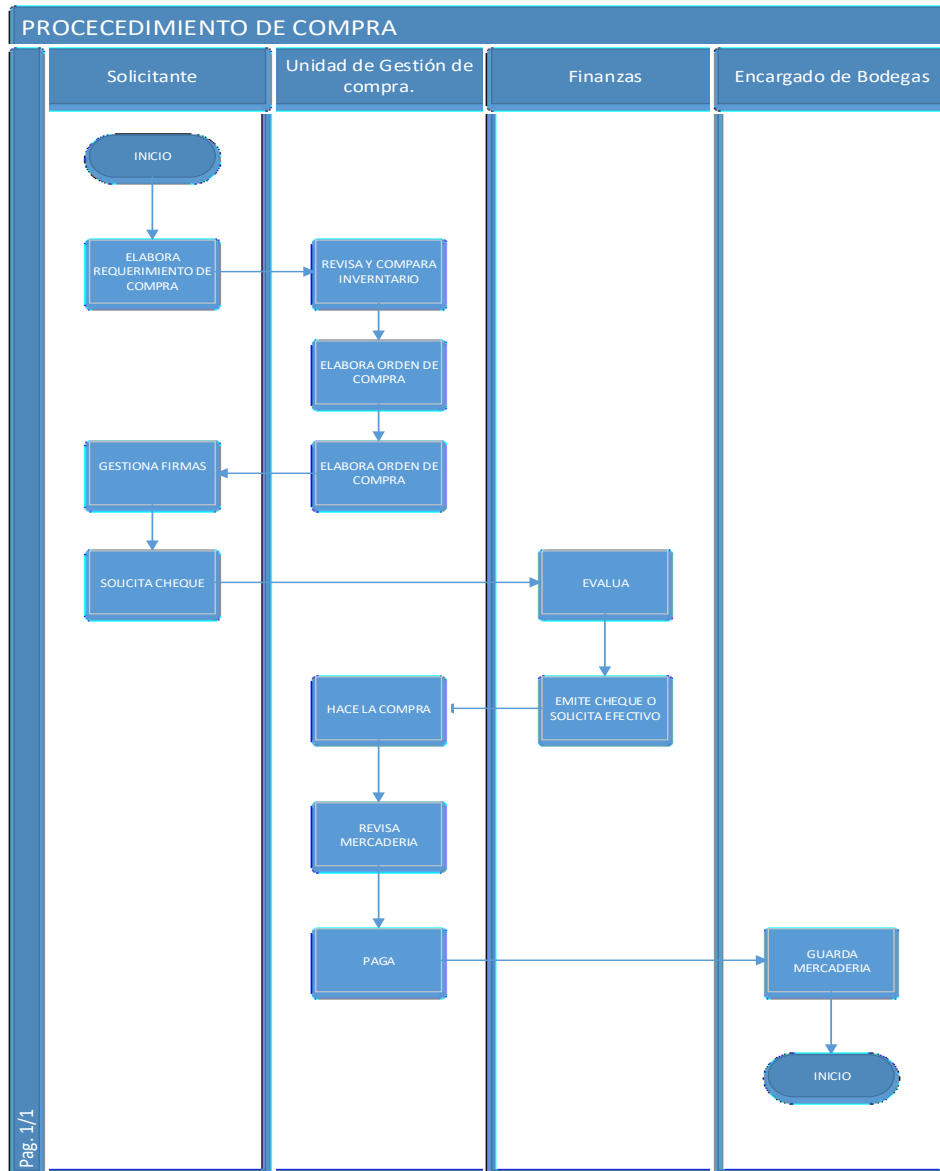 PROCECEDIMIENTO DE COMPRA
Solicitante
Unidad de Gestión de
compra.
Finanzas
Encargado de Bodegas
INICIO
ELABORA
REQUERIMIENTO DE
COMPRA
REVISA Y COMPARA
INVERNTARIO
ELABORA ORDEN DE
COMPRA
GESTIONA FIRMAS
ELABORA ORDEN DE
COMPRA
SOLICITA CHEQUE
EVALUA
HACE LA COMPRA
EMITE CHEQUE O
SOLICITA EFECTIVO
REVISA
MERCADERIA
PAGA
GUARDA
MERCADERIA
INICIO
Pag. 1/1